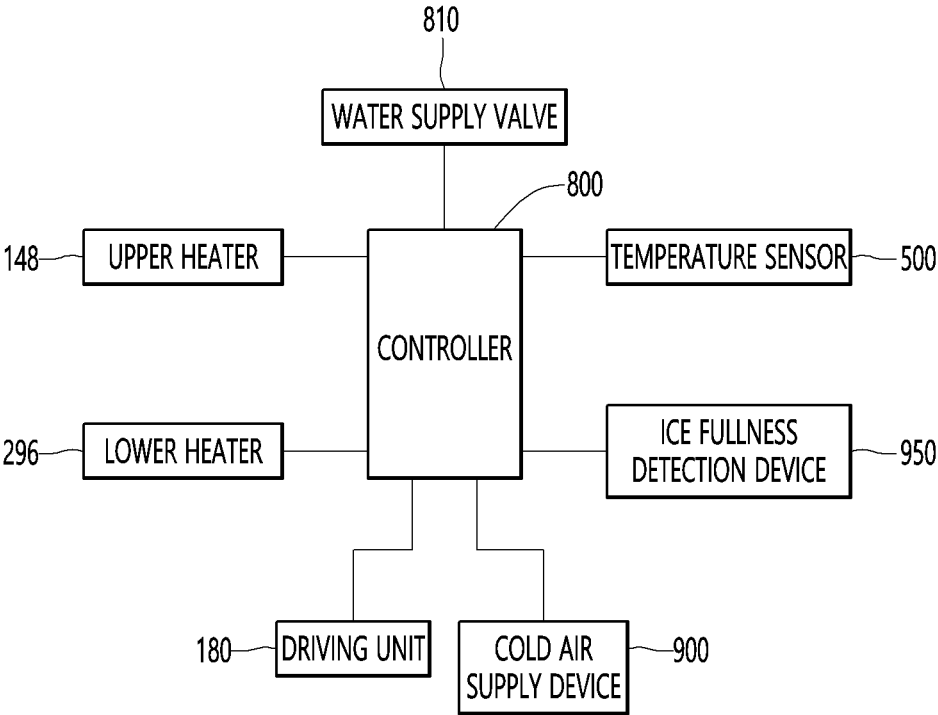 810
WATER SUPPLY VALVE
800
148
UPPER HEATER
TEMPERATURE SENSOR
500
CONTROLLER
296
LOWER HEATER
ICE FULLNESS
DETECTION DEVICE
950
180
DRIVING UNIT
COLD AIR
SUPPLY DEVICE
900